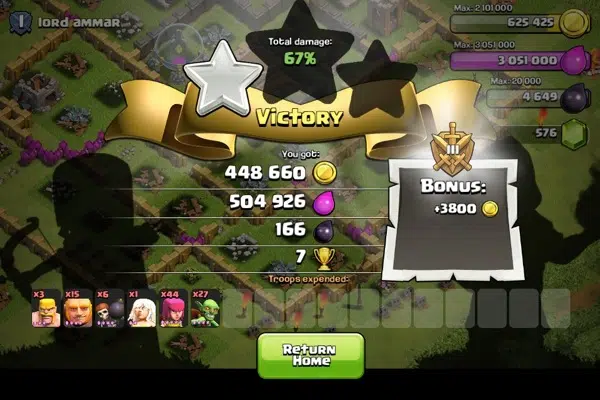 1 lord ammar
Total damage:
67%
Max: 2 101 000
625 425
Max: 3 051 000
3 051 000
Max: 20 000
4 649
576
Victory
You got:
448 660
504 926
166
7
III
Bonus:
+3800
Troops expended:
x3 x15 x6 x1 x44 x27
Return
Home